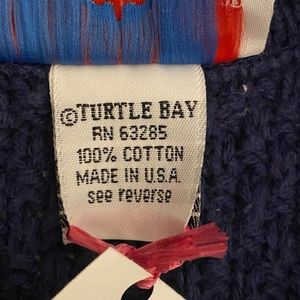 ©TURTLE BAY
RN 63285
100% COTTON
MADE IN U.S.A.
see reverse